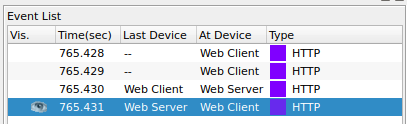 Event List
Vis. Time(sec) Last Device At Device Type
765.428 -- Web Client HTTP
765.429 -- Web Client HTTP
765.430 Web Client Web Server HTTP
765.431 Web Server Web Client HTTP